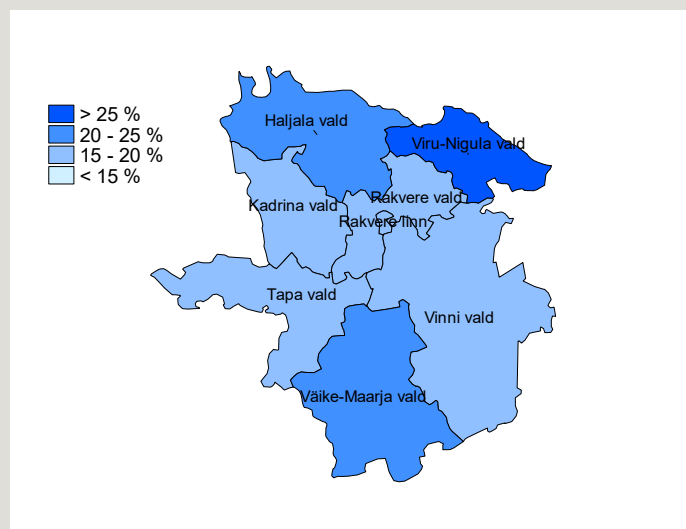 > 25 %
20 - 25 %
15 - 20 %
< 15 %
Haljala vald
Viru-Nigula vald
Kadrina vald
Rakvere vald
Rakvere linn
Tapa vald
Vinni vald
Väike-Maarja vald